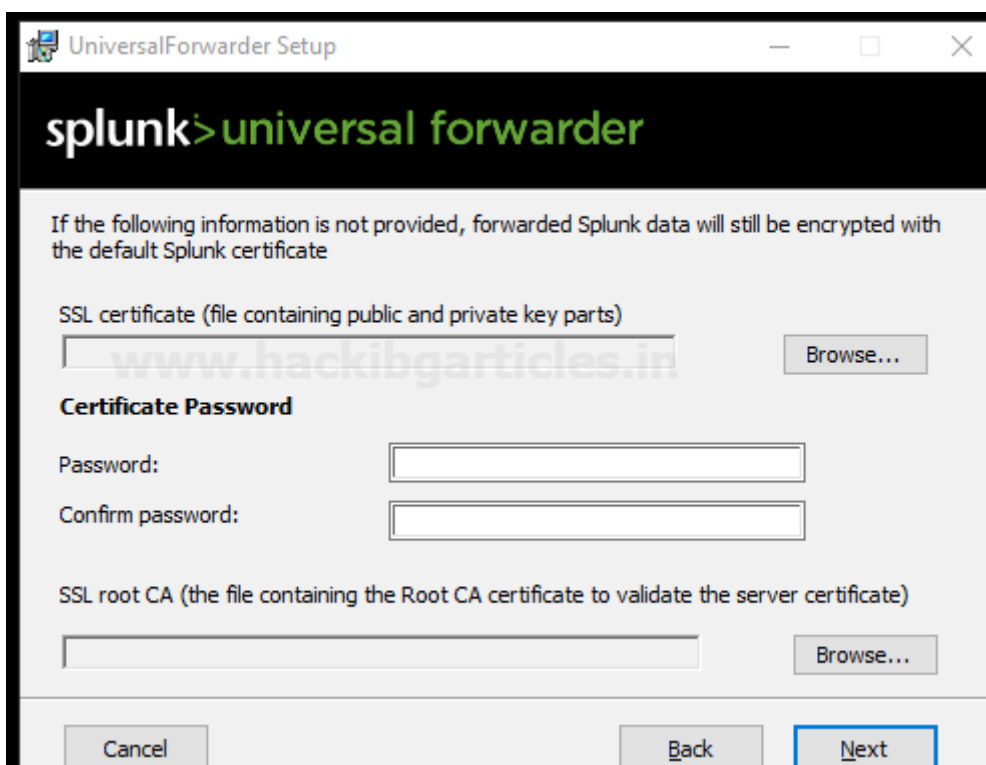 UniversalForwarder Setup
splunk>universal forwarder
If the following information is not provided, forwarded Splunk data will still be encrypted with
the default Splunk certificate
SSL certificate (file containing public and private key parts)
www.hackibgarticles.in
Browse...
Certificate Password
Password:
Confirm password:
SSL root CA (the file containing the Root CA certificate to validate the server certificate)
Browse...
Cancel Back Next